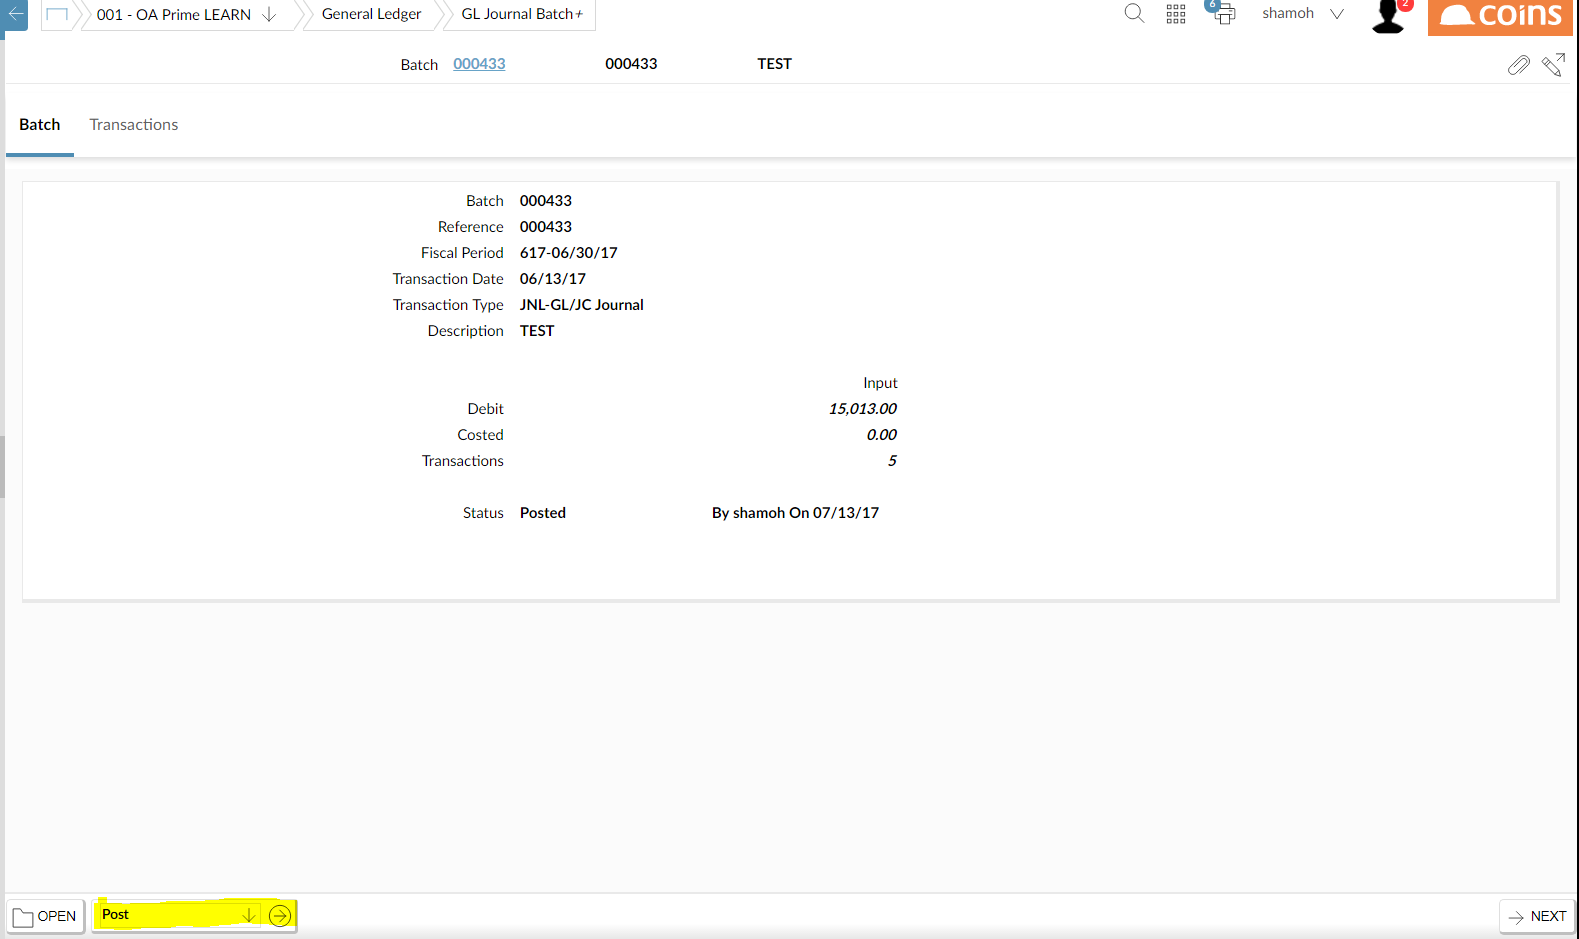 001 - OA Prime LEARN General Ledger GL Journal Batch+ 6 shamoh 2 coins
Batch 000433 000433 TEST
Batch Transactions
Batch 000433
Reference 000433
Fiscal Period 617-06/30/17
Transaction Date 06/13/17
Transaction Type JNL-GL/JC Journal
Description TEST
Input
Debit 15,013.00
Costed 0.00
Transactions 5
Status Posted By shamoh On 07/13/17
OPEN Post NEXT